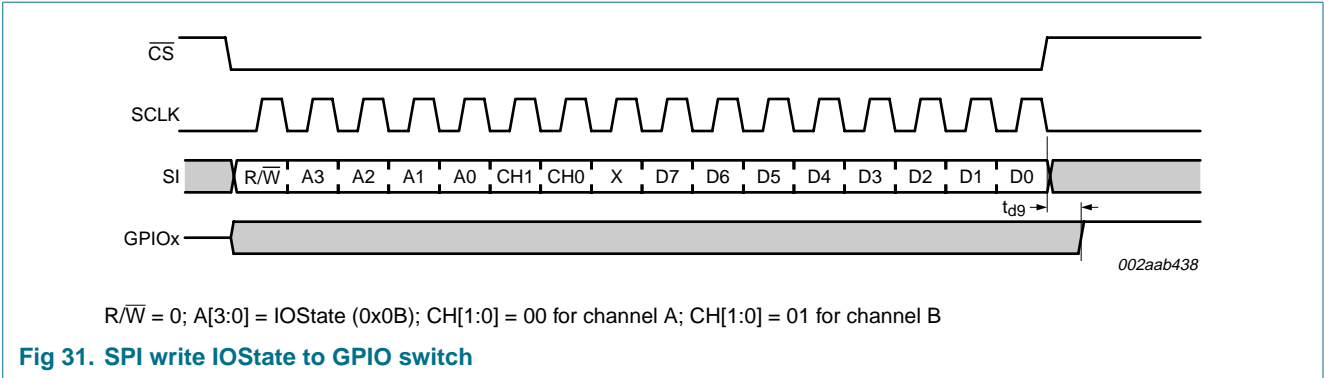 C̅S̅
SCLK
SI R/W̅ A3 A2 A1 A0 CH1 CH0 X D7 D6 D5 D4 D3 D2 D1 D0
td9
GPIOx
002aab438
R/W̅ = 0; A[3:0] = IOState (0x0B); CH[1:0] = 00 for channel A; CH[1:0] = 01 for channel B
Fig 31. SPI write IOState to GPIO switch